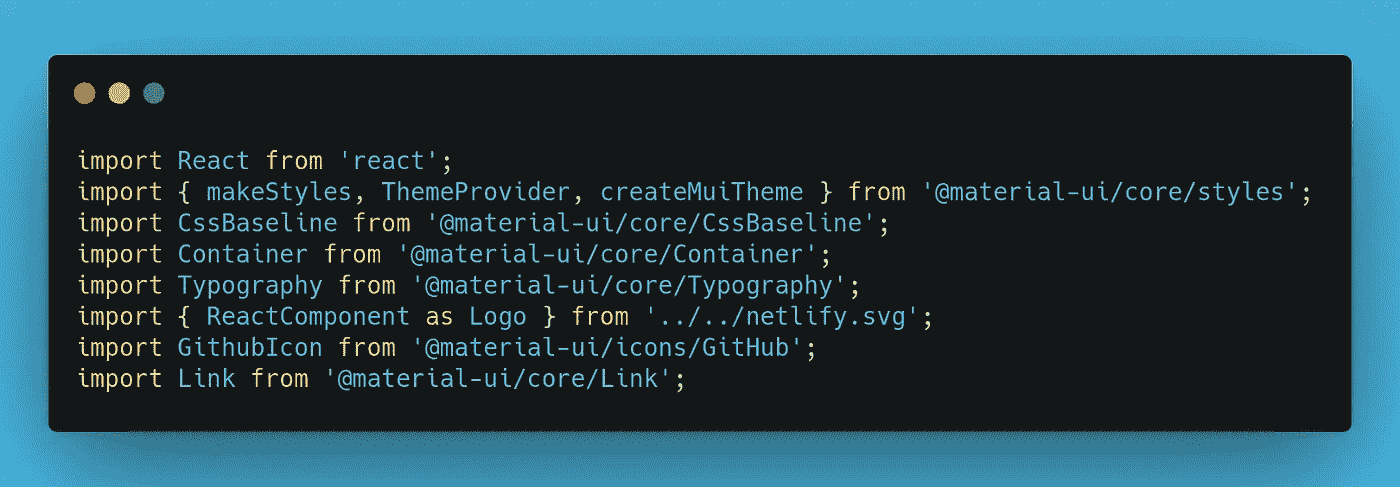 import React from 'react';
import { makeStyles, ThemeProvider, createMuiTheme } from '@material-ui/core/styles';
import CssBaseline from '@material-ui/core/CssBaseline';
import Container from '@material-ui/core/Container';
import Typography from '@material-ui/core/Typography';
import { ReactComponent as Logo } from '../../netlify.svg';
import GithubIcon from '@material-ui/icons/GitHub';
import Link from '@material-ui/core/Link';